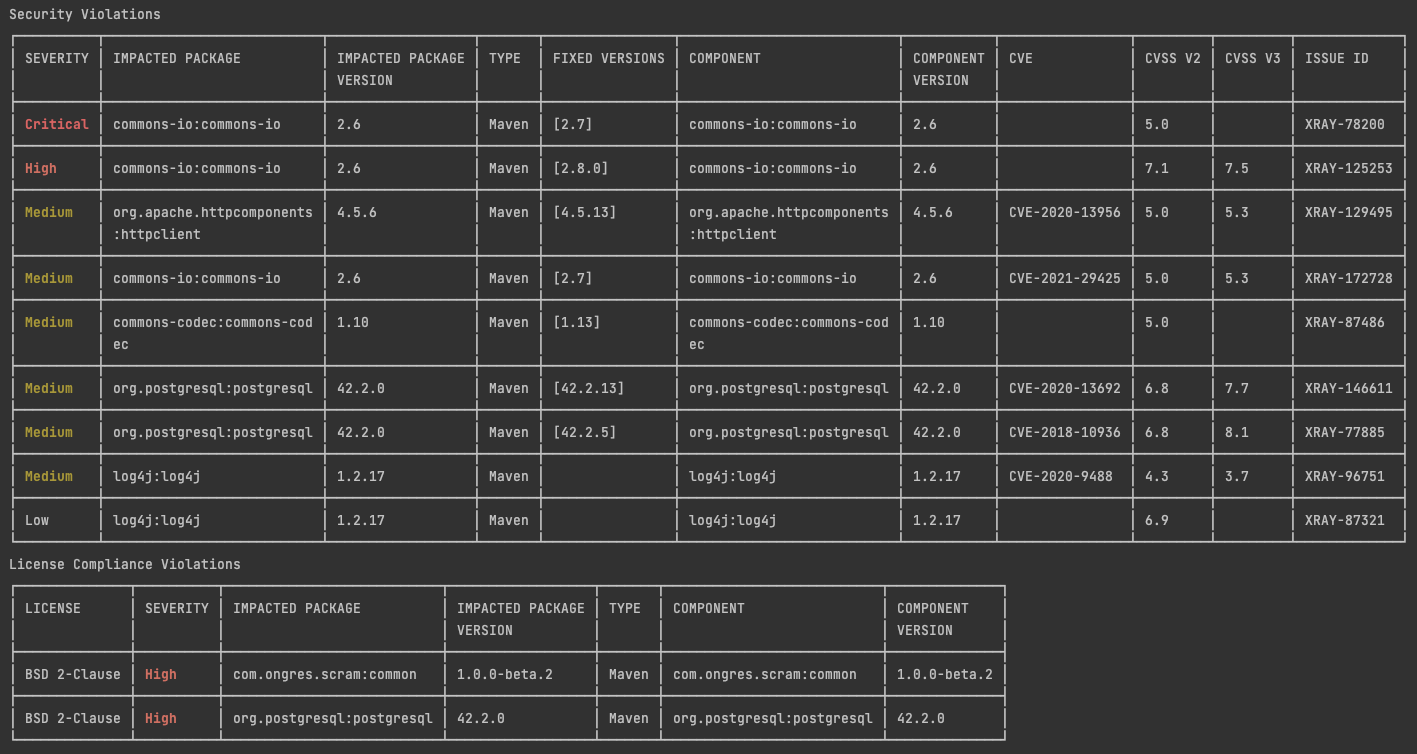 Security Violations
SEVERITY IMPACTED PACKAGE IMPACTED PACKAGE TYPE FIXED VERSIONS COMPONENT COMPONENT CVE CVSS V2 CVSS V3 ISSUE ID
VERSION VERSION
Critical commons-io:commons-io 2.6 Maven [2.7] commons-io:commons-io 2.6 5.0 XRAY-78200
High commons-io:commons-io 2.6 Maven [2.8.0] commons-io:commons-io 2.6 7.1 7.5 XRAY-125253
Medium org.apache.httpcomponents 4.5.6 Maven [4.5.13] org.apache.httpcomponents 4.5.6 CVE-2020-13956 5.0 5.3 XRAY-129495
:httpclient :httpclient
Medium commons-io:commons-io 2.6 Maven [2.7] commons-io:commons-io 2.6 CVE-2021-29425 5.0 5.3 XRAY-172728
Medium commons-codec:commons-cod 1.10 Maven [1.13] commons-codec:commons-cod 1.10 5.0 XRAY-87486
ec ec
Medium org.postgresql:postgresql 42.2.0 Maven [42.2.13] org.postgresql:postgresql 42.2.0 CVE-2020-13692 6.8 7.7 XRAY-146611
Medium org.postgresql:postgresql 42.2.0 Maven [42.2.5] org.postgresql:postgresql 42.2.0 CVE-2018-10936 6.8 8.1 XRAY-77885
Medium log4j:log4j 1.2.17 Maven log4j:log4j 1.2.17 CVE-2020-9488 4.3 3.7 XRAY-96751
Low log4j:log4j 1.2.17 Maven log4j:log4j 1.2.17 6.9 XRAY-87321
License Compliance Violations
LICENSE SEVERITY IMPACTED PACKAGE IMPACTED PACKAGE TYPE COMPONENT COMPONENT
VERSION VERSION
BSD 2-Clause High com.ongres.scram:common 1.0.0-beta.2 Maven com.ongres.scram:common 1.0.0-beta.2
BSD 2-Clause High org.postgresql:postgresql 42.2.0 Maven org.postgresql:postgresql 42.2.0